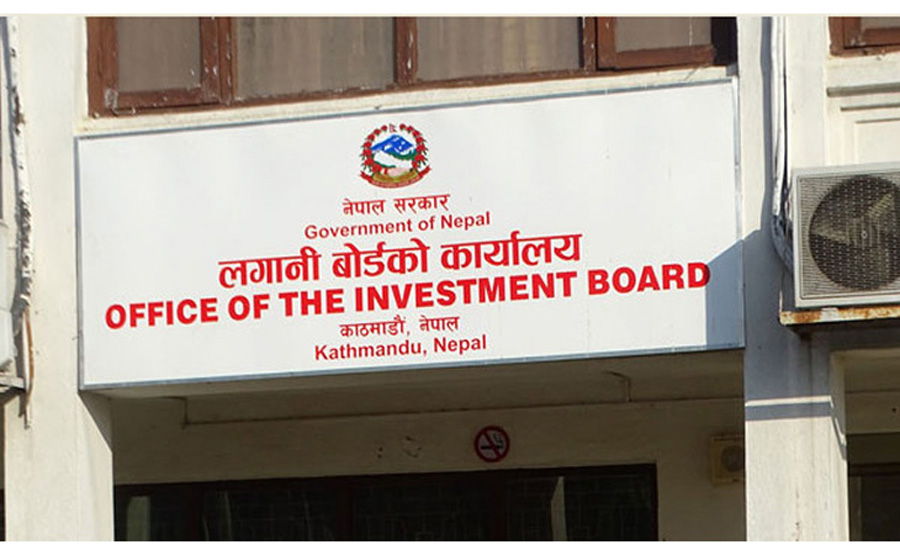 नेपाल सरकार
Government of Nepal
लगानी बोर्डको कार्यालय
OFFICE OF THE INVESTMENT BOARD
काठमाडौं, नेपाल
Kathmandu, Nepal